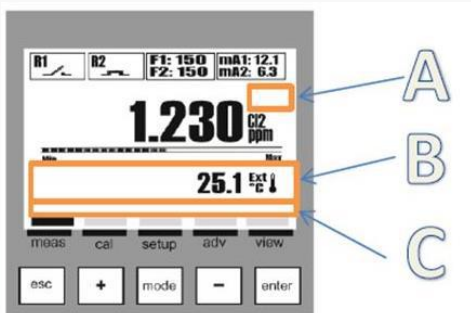 R1 R2 F1: 150 mA1: 12.1
F2: 150 mA2: 6.3
A
1.230 Cl2 ppm
Min Max
B
25.1 Ext °C
C
meas cal setup adv view
esc + mode - enter